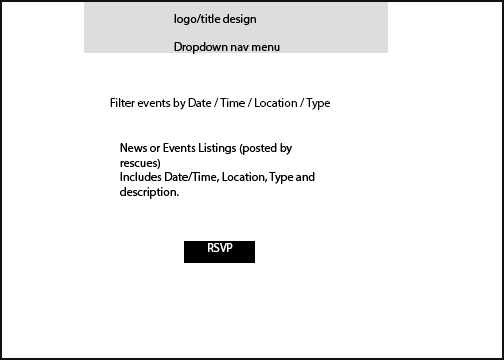 logo/title design
Dropdown nav menu
Filter events by Date / Time / Location / Type
News or Events Listings (posted by
rescues)
Includes Date/Time, Location, Type and
description.
RSVP